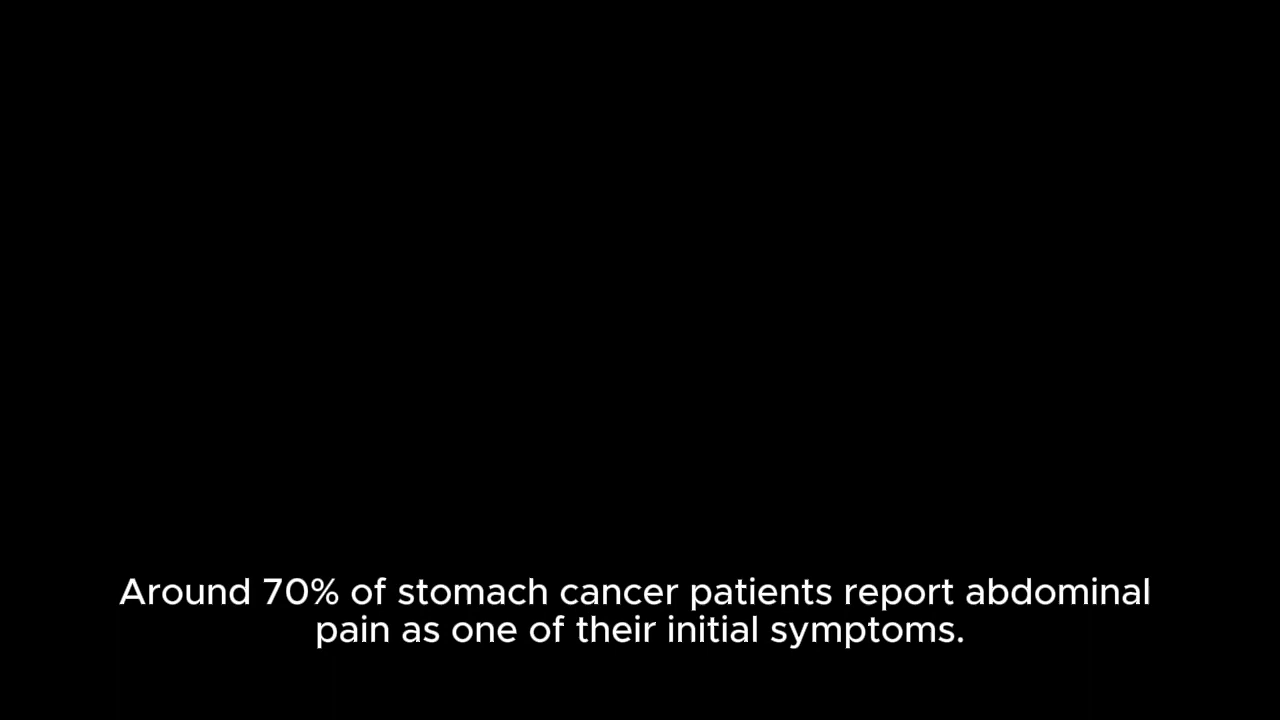 Around 70% of stomach cancer patients report abdominal
pain as one of their initial symptoms.